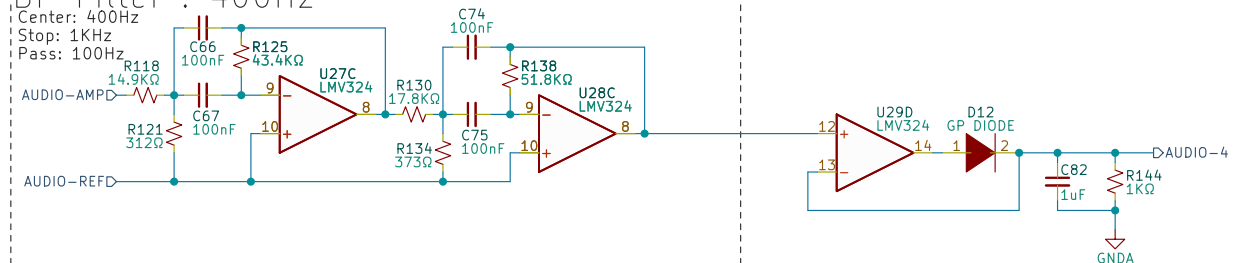 BP Filter : 400Hz
Center: 400Hz
Stop: 1KHz
Pass: 100Hz
C66
100nF
R125
43.4KΩ
R118
14.9KΩ
AUDIO-AMP
C67
100nF
R121
312Ω
AUDIO-REF
U27C
LMV324
9
10
8
C74
100nF
R138
51.8KΩ
R130
17.8KΩ
C75
100nF
R134
373Ω
U28C
LMV324
9
10
8
U29D
LMV324
12
13
14
D12
GP DIODE
1
2
C82
1uF
R144
1KΩ
AUDIO-4
GNDA